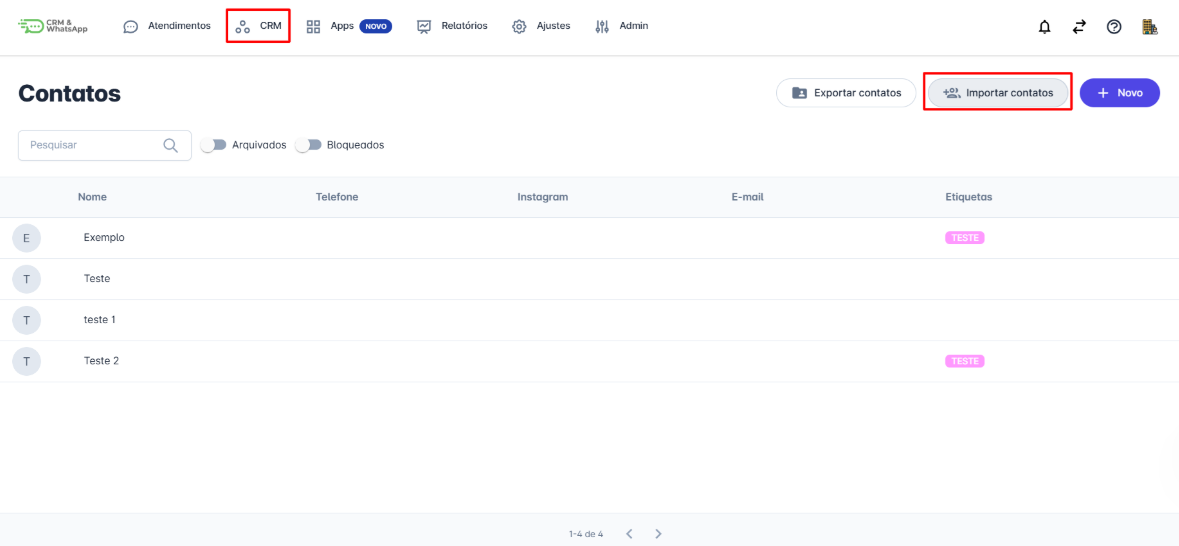 CRM &
WhatsApp
Atendimentos
CRM
Apps NOVO
Relatórios
Ajustes
Admin
Contatos
Exportar contatos
Importar contatos
+ Novo
Pesquisar
Arquivados
Bloqueados
Nome Telefone Instagram E-mail Etiquetas
E Exemplo TESTE
T Teste
T teste 1
T Teste 2 TESTE
1-4 de 4